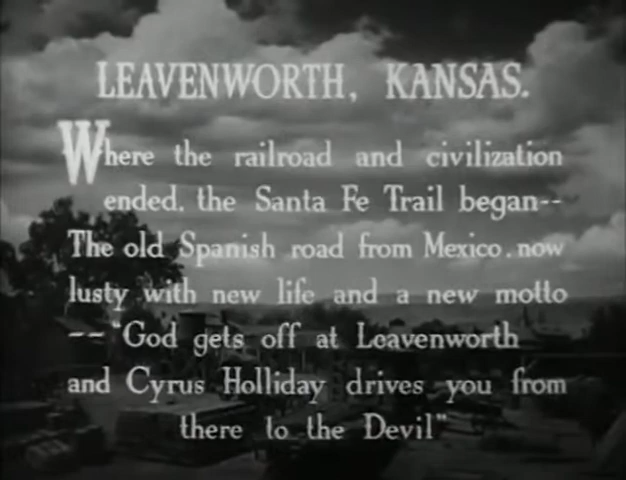 LEAVENWORTH, KANSAS.
Where the railroad and civilization
ended, the Santa Fe Trail began--
The old Spanish road from Mexico, now
lusty with new life and a new motto
--"God gets off at Leavenworth
and Cyrus Holliday drives you from
there to the Devil"